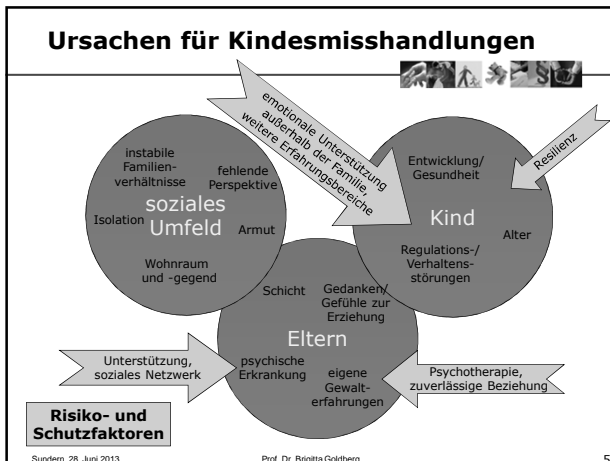 Ursachen für Kindesmisshandlungen
emotionale Unterstützung
außerhalb der Familie,
weitere Erfahrungsbereiche
Resilienz
instabile
Familien-
verhältnisse
fehlende
Perspektive
soziales
Umfeld
Isolation
Armut
Wohnraum
und -gegend
Entwicklung/
Gesundheit
Kind
Alter
Regulations-/
Verhaltens-
störungen
Schicht
Gedanken/
Gefühle zur
Erziehung
Eltern
psychische
Erkrankung
eigene
Gewalt-
erfahrungen
Unterstützung,
soziales Netzwerk
Psychotherapie,
zuverlässige Beziehung
Risiko- und
Schutzfaktoren
Sundern, 28. Juni 2013
Prof. Dr. Brigitta Goldberg
5